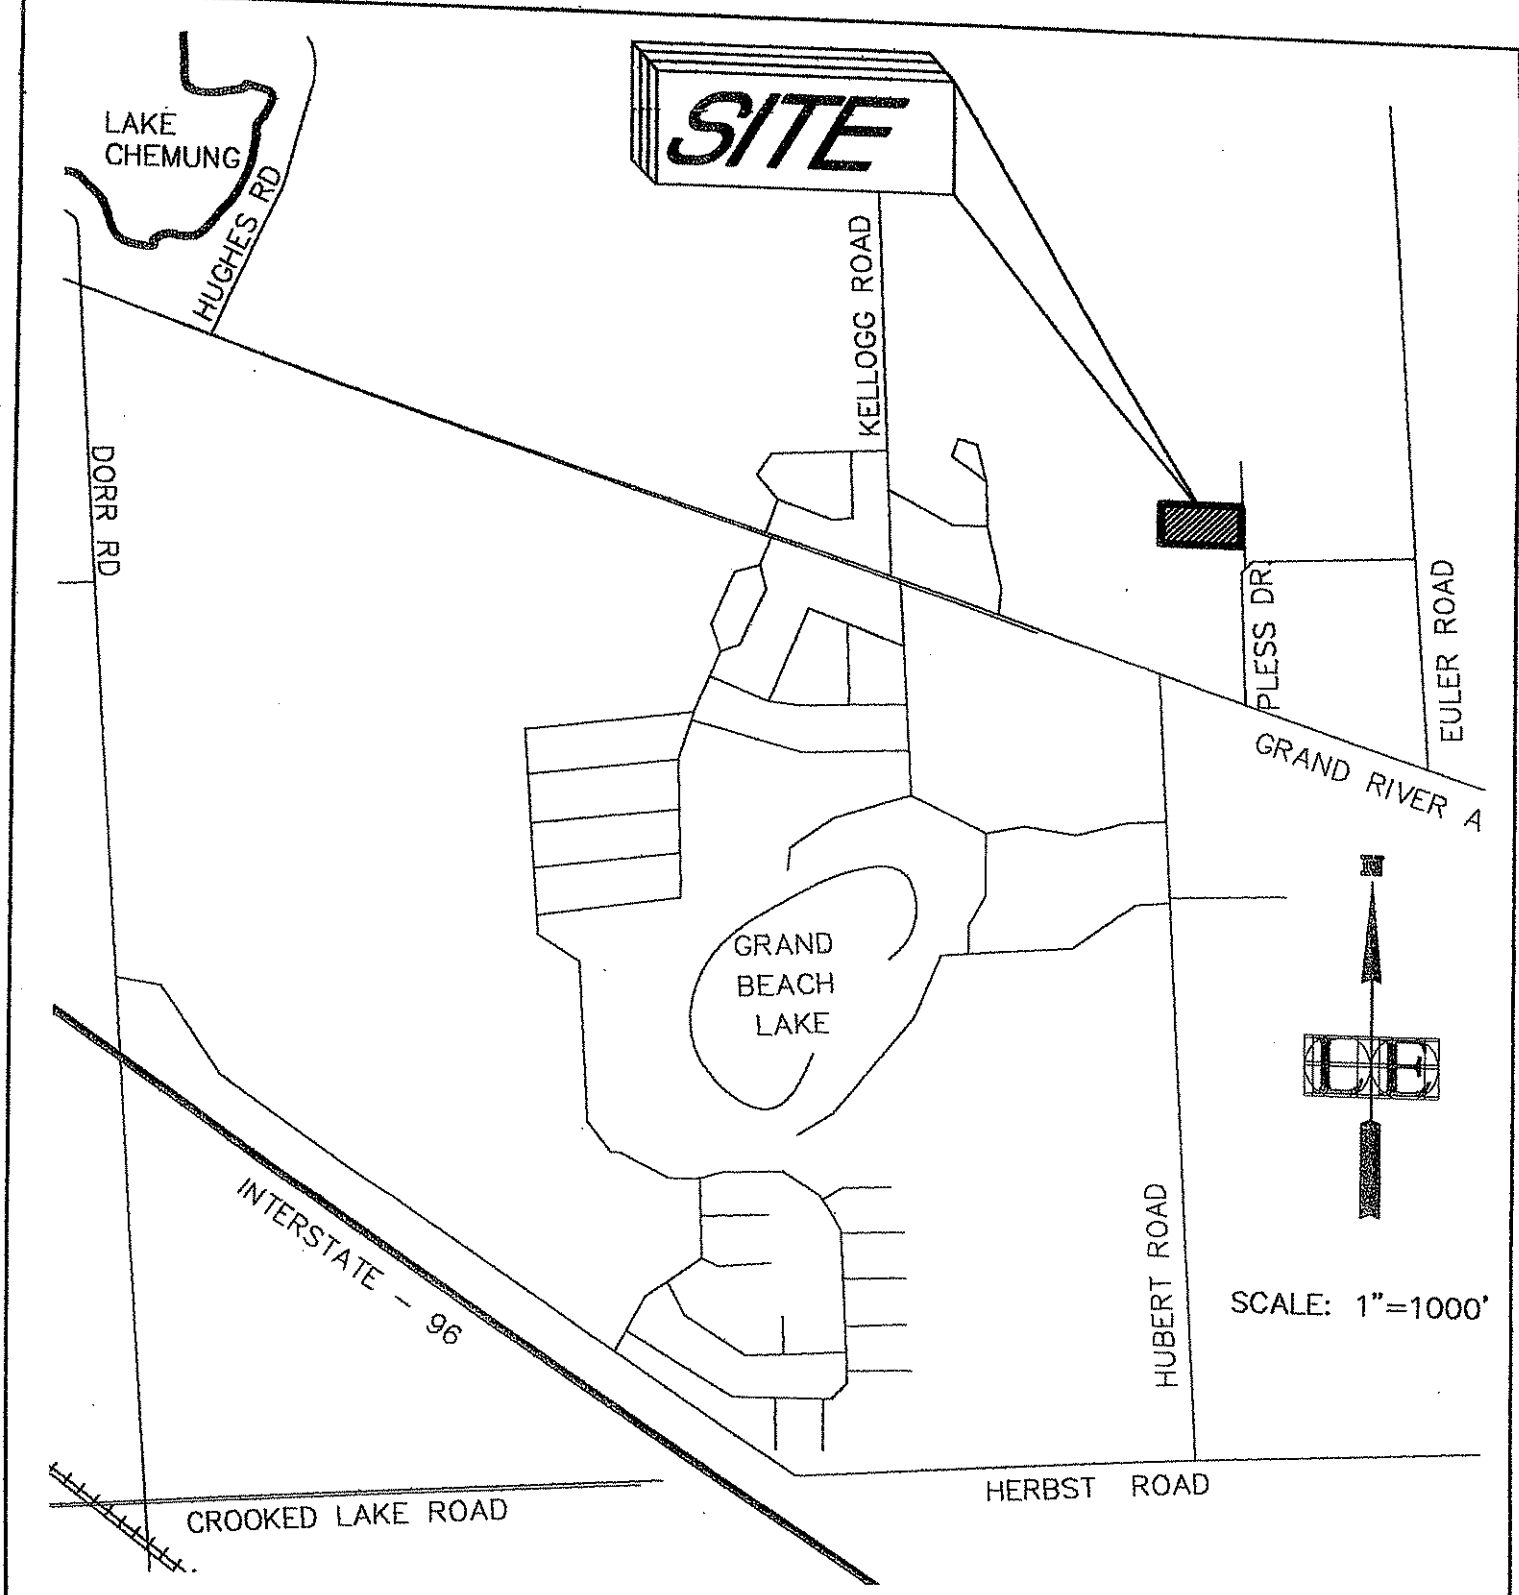 LAKE
CHEMUNG
HUGHES RD
SITE
KELLOGG ROAD
DORR RD
PLESS DR.
EULER ROAD
GRAND RIVER A
GRAND
BEACH
LAKE
N
LE
INTERSTATE - 96
HUBERT ROAD
SCALE: 1"=1000'
HERBST ROAD
CROOKED LAKE ROAD